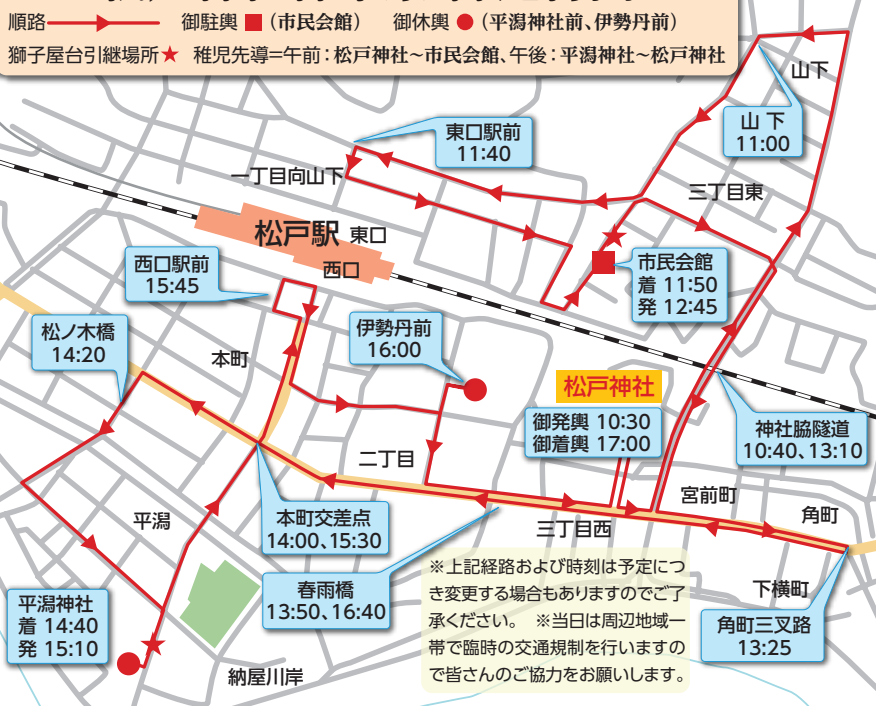 順路 御駐輿 (市民会館) 御休輿 (平潟神社前、伊勢丹前)
獅子屋台引継場所★ 稚児先導=午前：松戸神社～市民会館、午後：平潟神社～松戸神社
山下
東口駅前
11:40
山 下
11:00
一丁目向山下
三丁目東
松戸駅 東口
西口
西口駅前
15:45
市民会館
着 11:50
発 12:45
松ノ木橋
14:20
本町
伊勢丹前
16:00
松戸神社
御発輿 10:30
御着輿 17:00
神社脇隧道
10:40、13:10
二丁目
宮前町
角町
平潟
本町交差点
14:00、15:30
三丁目西
春雨橋
13:50、16:40
下横町
角町三叉路
13:25
平潟神社
着 14:40
発 15:10
納屋川岸
※上記経路および時刻は予定につ
き変更する場合もありますのでご了
承ください。 ※当日は周辺地域一
帯で臨時の交通規制を行いますの
で皆さんのご協力をお願いします。